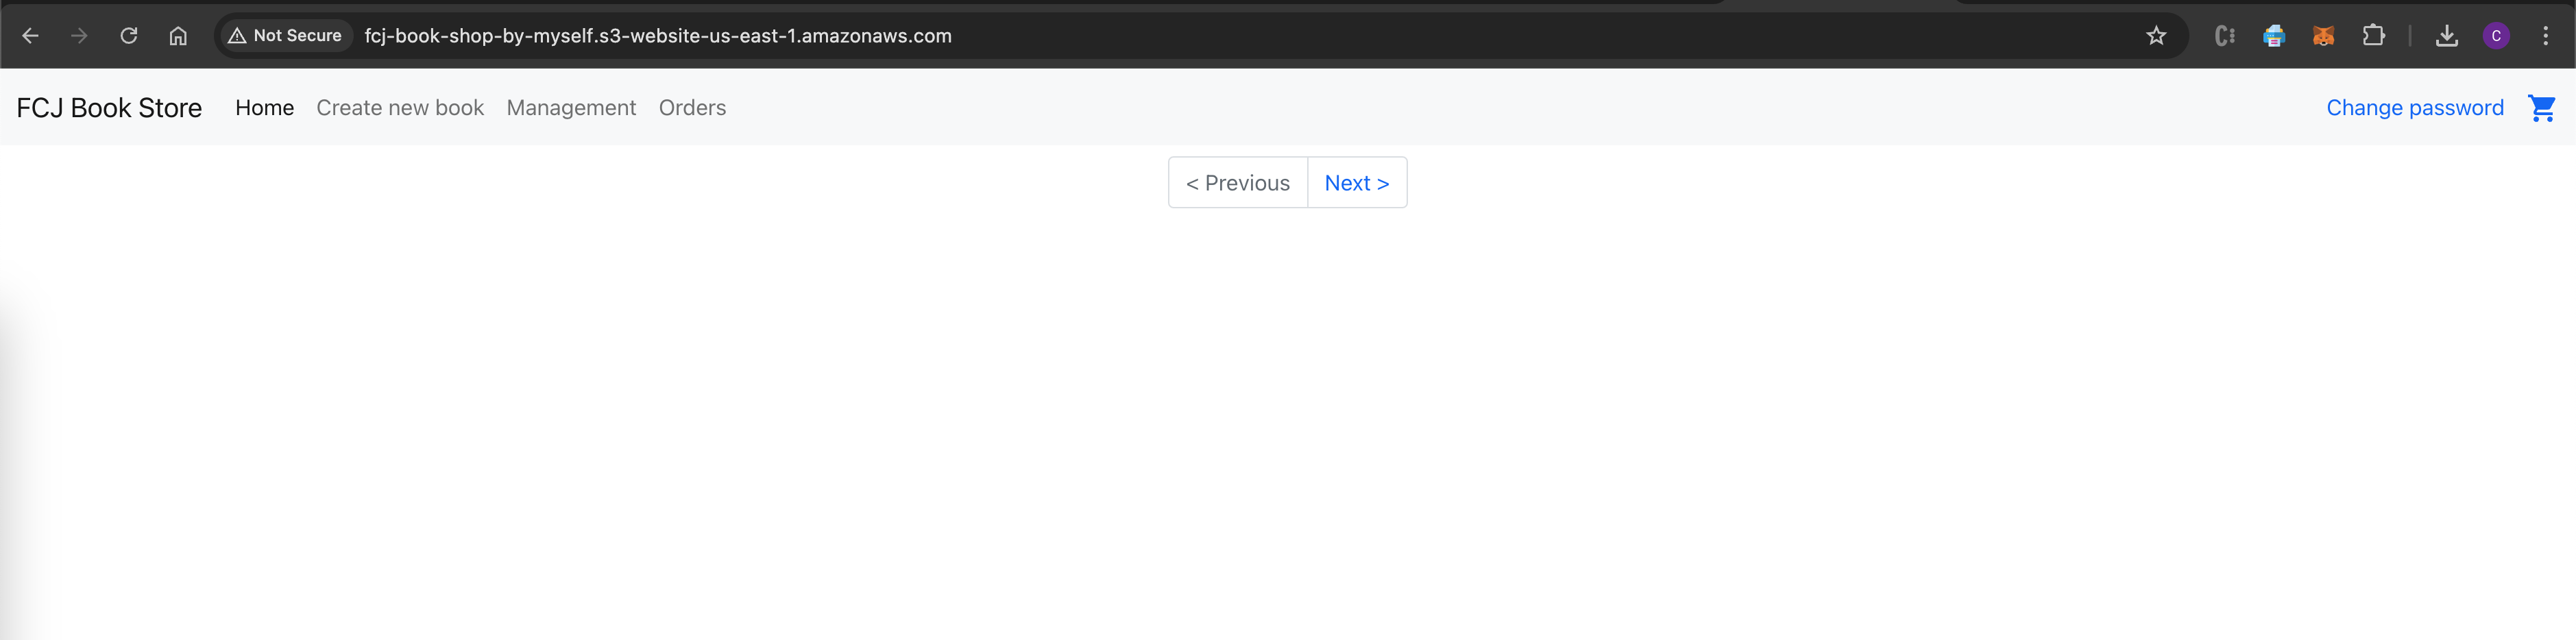 Not Secure fcj-book-shop-by-myself.s3-website-us-east-1.amazonaws.com C
FCJ Book Store Home Create new book Management Orders Change password
< Previous Next >